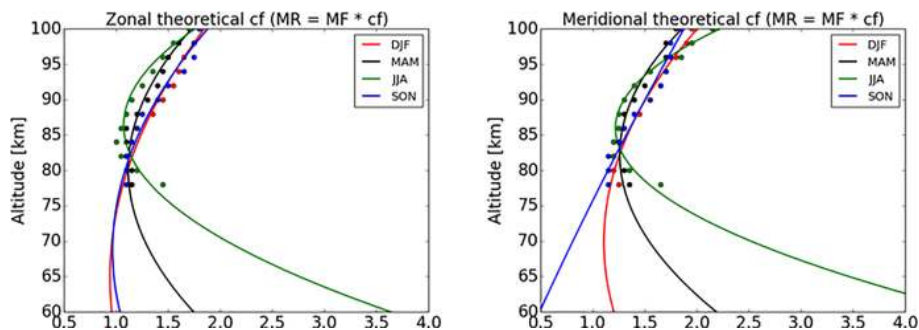 Zonal theoretical cf (MR = MF * cf)
Altitude [km]
100
95
90
85
80
75
70
65
60
0.5 1.0 1.5 2.0 2.5 3.0 3.5 4.0
DJF
MAM
JJA
SON
Meridional theoretical cf (MR = MF * cf)
Altitude [km]
100
95
90
85
80
75
70
65
60
0.5 1.0 1.5 2.0 2.5 3.0 3.5 4.0
DJF
MAM
JJA
SON